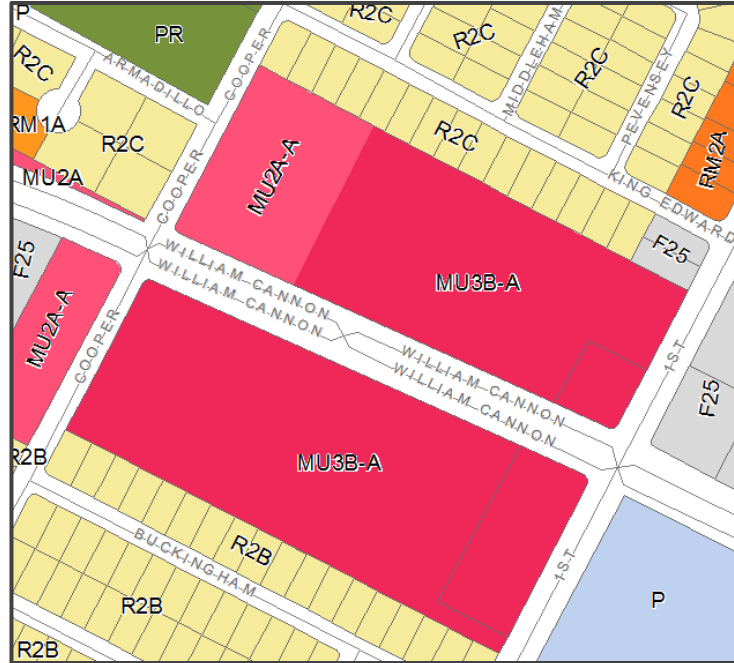 P
PR
R2C
R2C
R2C
R2C
ARMADILLO
COOPER
MIDDLEHAM
PEVENSEY
R2C
R2C
RM1A
R2C
RM2A
MU2A
COOPER
MU2A-A
KING EDWARD
F25
F25
WILLIAM CANNON
WILLIAM CANNON
MU3B-A
MU2A-A
COOPER
WILLIAM CANNON
WILLIAM CANNON
1ST
F25
R2B
MU3B-A
BUCKINGHAM
R2B
1ST
R2B
P
R2B